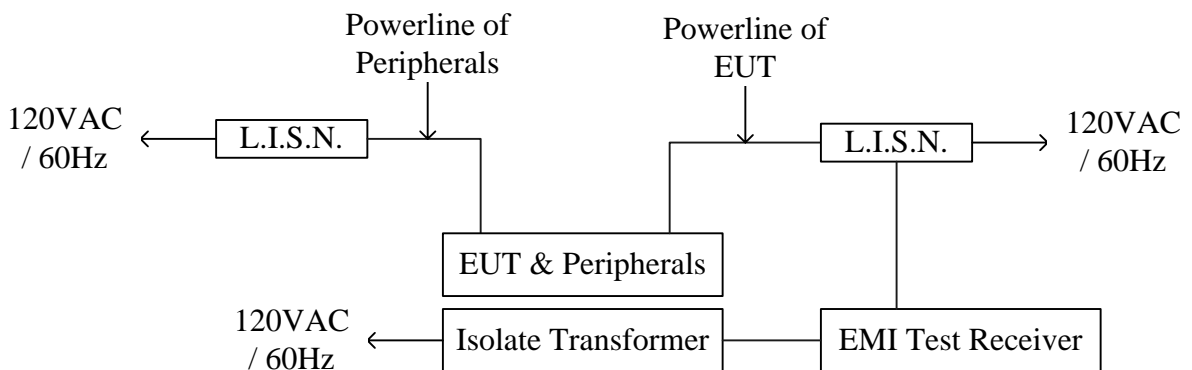 Powerline of
Peripherals
Powerline of
EUT
120VAC
/ 60Hz
L.I.S.N.
L.I.S.N.
120VAC
/ 60Hz
EUT & Peripherals
120VAC
/ 60Hz
Isolate Transformer
EMI Test Receiver